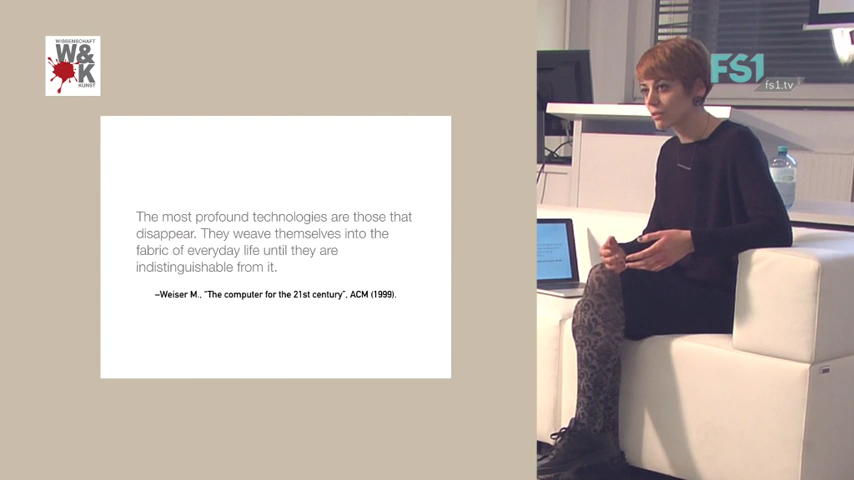 WISSENSCHAFT
W&
K
KUNST
FS1
fs1.tv
The most profound technologies are those that
disappear. They weave themselves into the
fabric of everyday life until they are
indistinguishable from it.
–Weiser M., "The computer for the 21st century", ACM (1999).